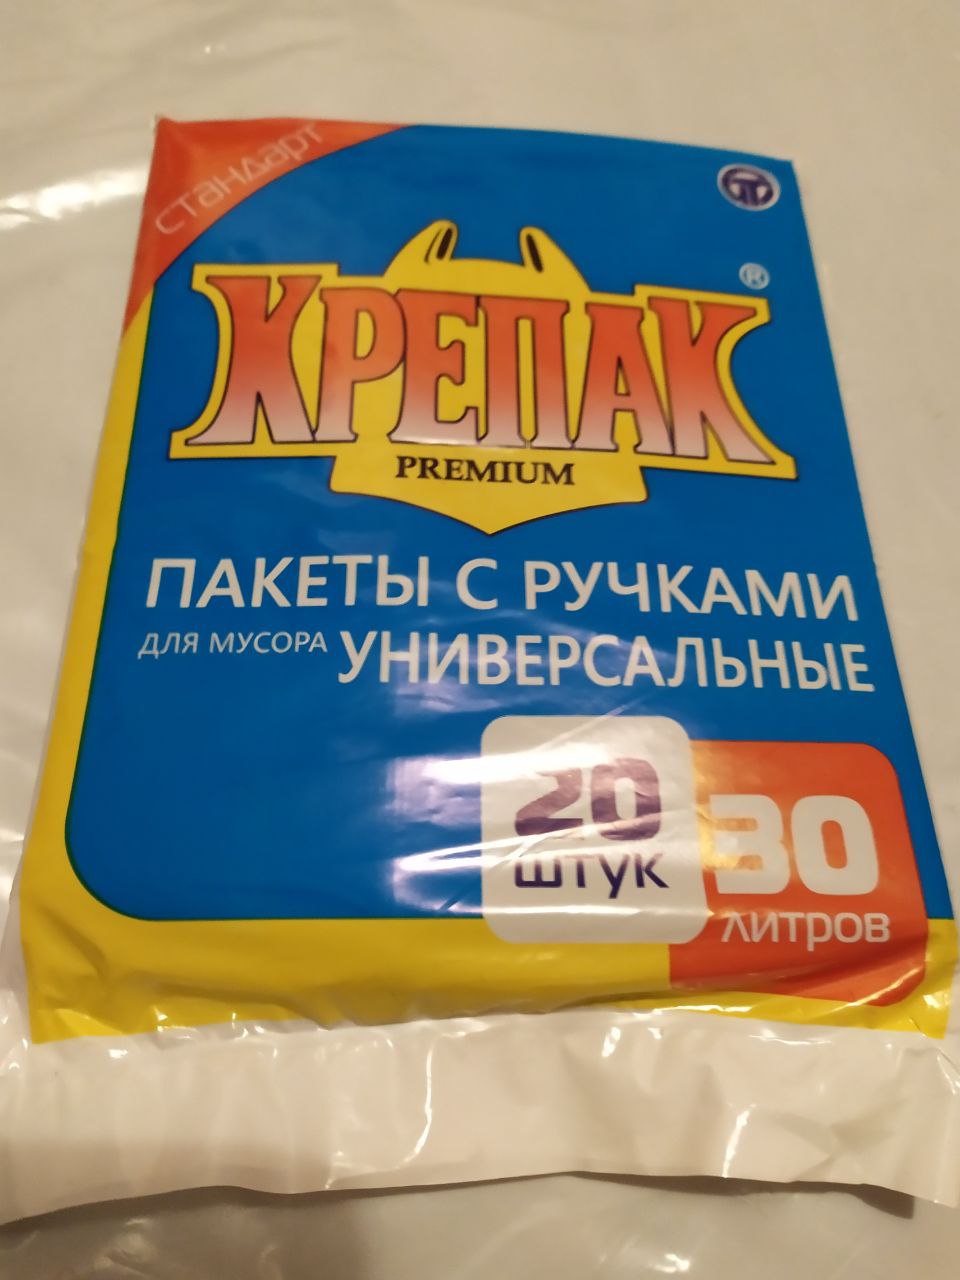 стандарт
КРЕПАК®
PREMIUM
ПАКЕТЫ С РУЧКАМИ
ДЛЯ МУСОРА УНИВЕРСАЛЬНЫЕ
20
штук
30
литров